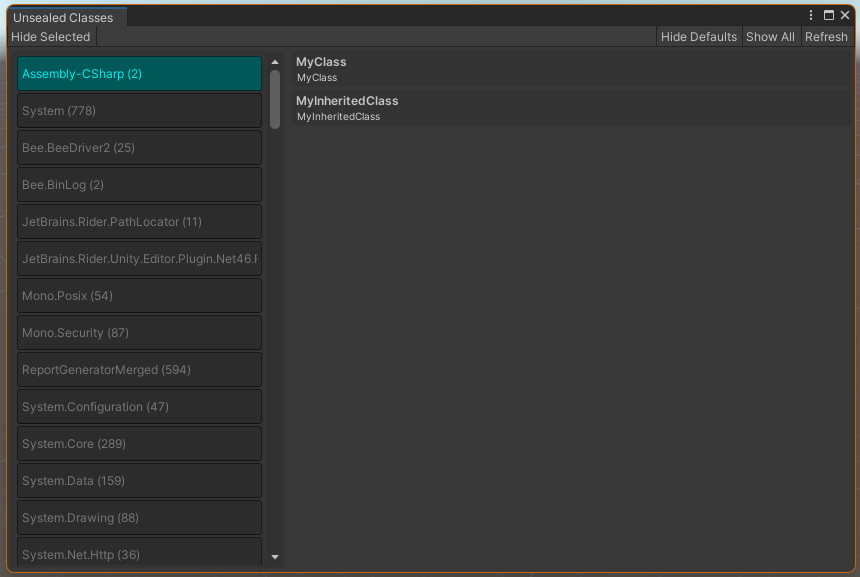 Unsealed Classes
Hide Selected
Hide Defaults
Show All
Refresh
Assembly-CSharp (2)
System (778)
Bee.BeeDriver2 (25)
Bee.BinLog (2)
JetBrains.Rider.PathLocator (11)
JetBrains.Rider.Unity.Editor.Plugin.Net46.R
Mono.Posix (54)
Mono.Security (87)
ReportGeneratorMerged (594)
System.Configuration (47)
System.Core (289)
System.Data (159)
System.Drawing (88)
System.Net.Http (36)
MyClass
MyClass
MyInheritedClass
MyInheritedClass